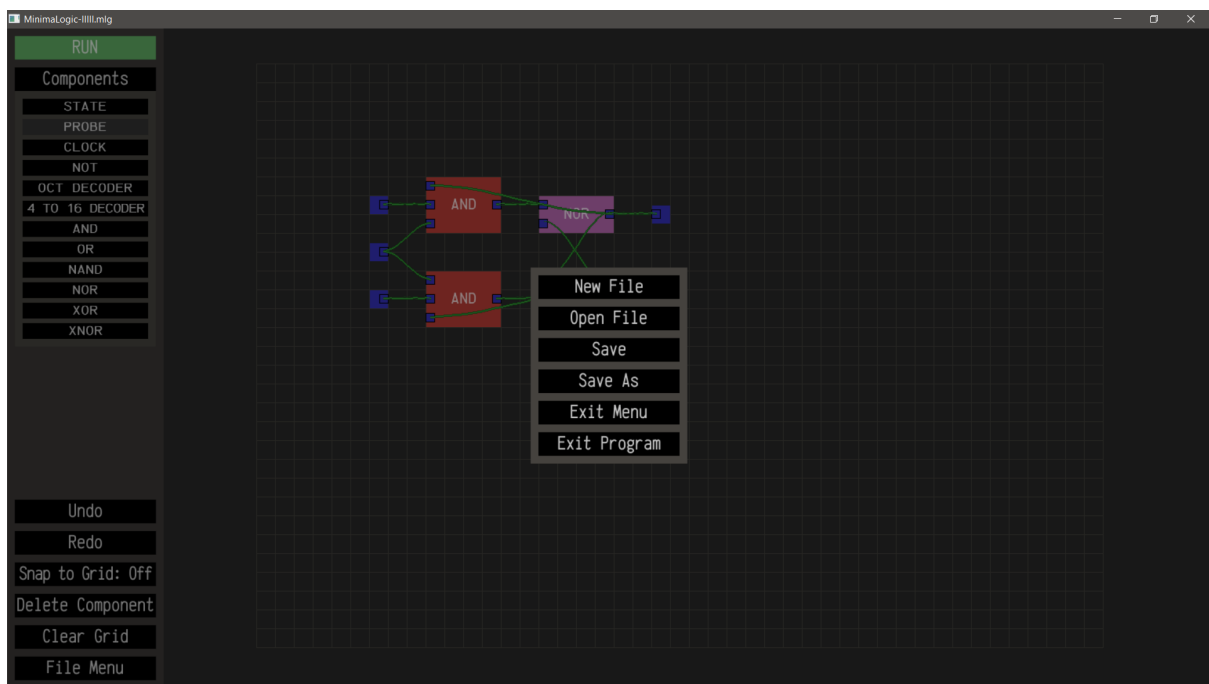 MinimaLogic-IIIII.mlg
RUN
Components
STATE
PROBE
CLOCK
NOT
OCT DECODER
4 TO 16 DECODER
AND
OR
NAND
NOR
XOR
XNOR
Undo
Redo
Snap to Grid: Off
Delete Component
Clear Grid
File Menu
AND
NOR
AND
New File
Open File
Save
Save As
Exit Menu
Exit Program